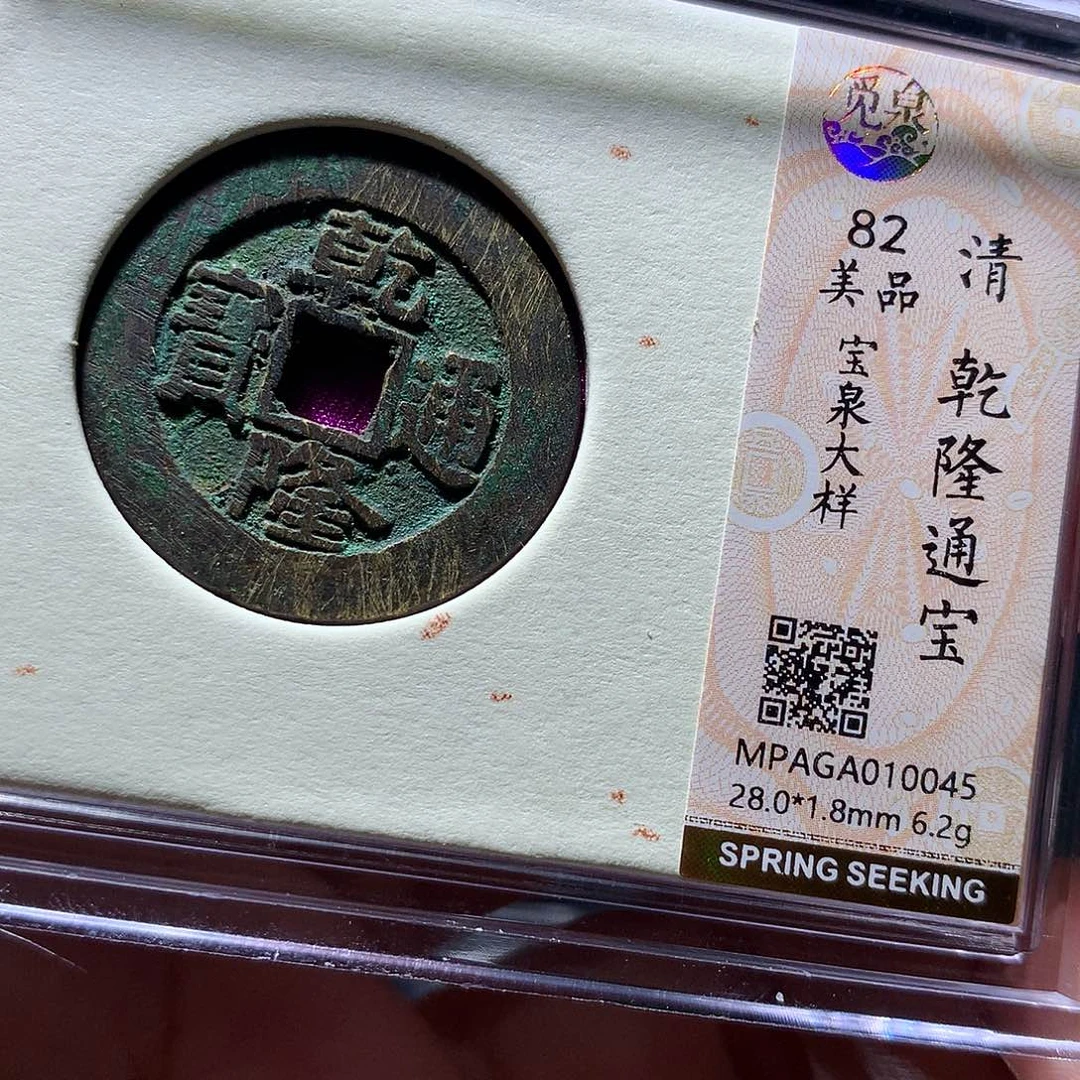 乾隆通寶
觅泉
清 乾隆通宝
82
美品
宝泉大样
MPAGA010045
28.0*1.8mm 6.2g
SPRING SEEKING